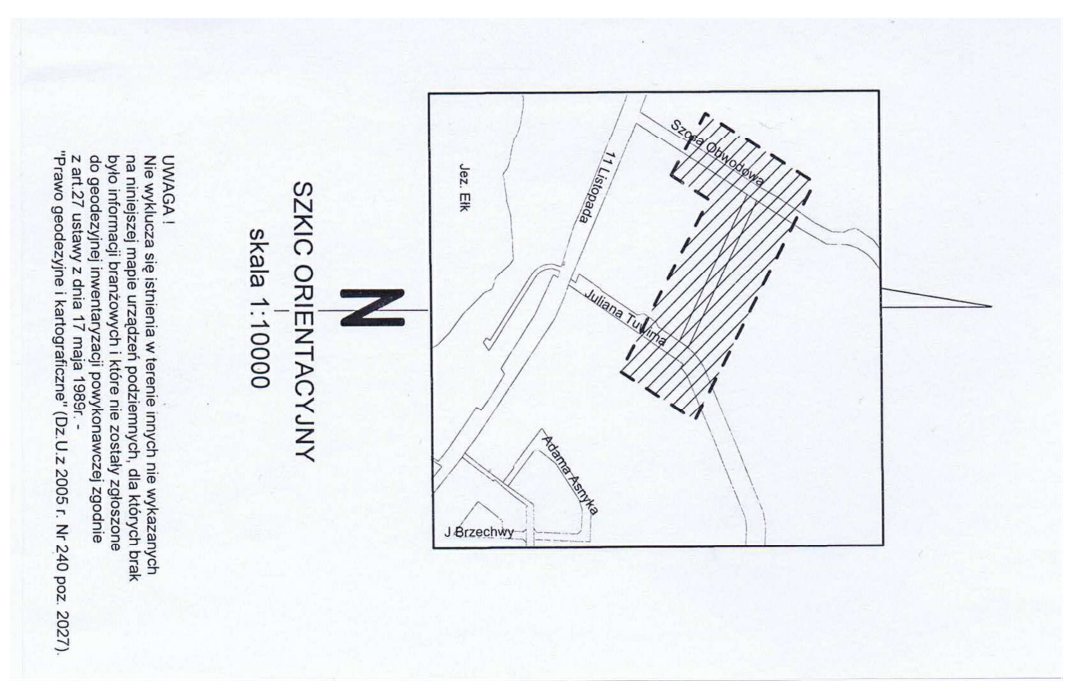 Szosa Obwodowa
11 Listopada
Jez. Ełk
Juliana Tuwima
Adama Asnyka
J Brzechwy
N
SZKIC ORIENTACYJNY
skala 1:10000
UWAGA !
Nie wyklucza się istnienia w terenie innych nie wykazanych
na niniejszej mapie urządzeń podziemnych, dla których brak
było informacji branżowych i które nie zostały zgłoszone
do geodezyjnej inwentaryzacji powykonawczej zgodnie
z art.27 ustawy z dnia 17 maja 1989r. -
"Prawo geodezyjne i kartograficzne" (Dz.U.z 2005 r. Nr 240 poz. 2027).